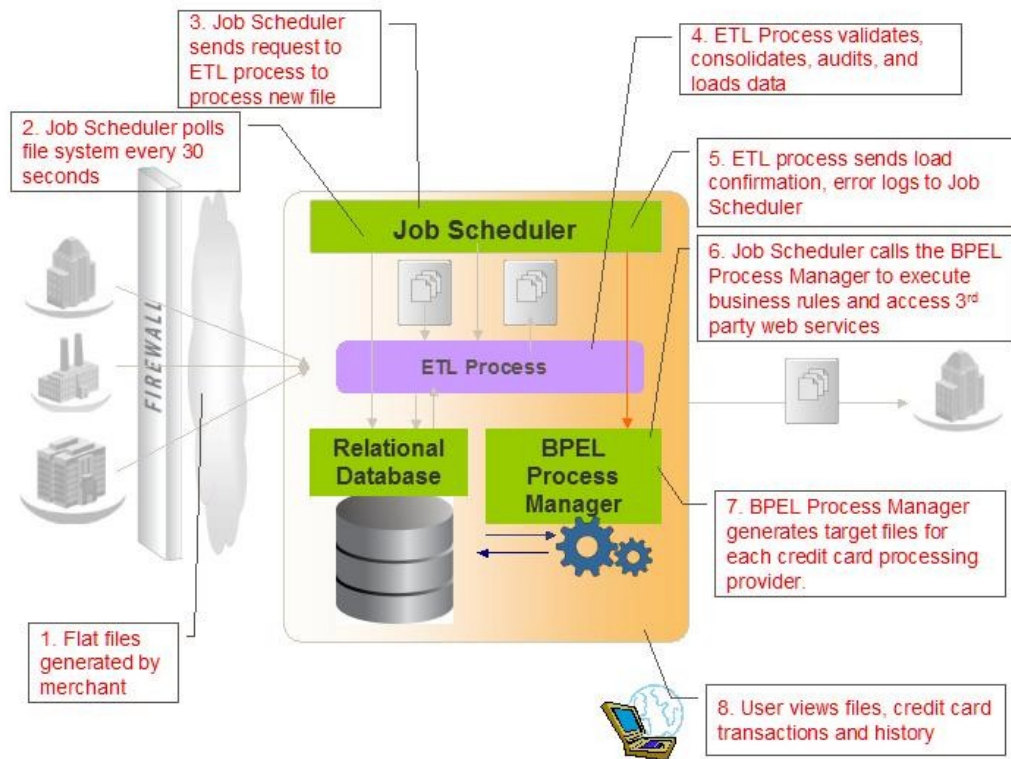 3. Job Scheduler
sends request to
ETL process to
process new file
4. ETL Process validates,
consolidates, audits, and
loads data
2. Job Scheduler polls
file system every 30
seconds
5. ETL process sends load
confirmation, error logs to Job
Scheduler
Job Scheduler
6. Job Scheduler calls the BPEL
Process Manager to execute
business rules and access 3rd
party web services
FIREWALL
ETL Process
Relational
Database
BPEL
Process
Manager
7. BPEL Process Manager
generates target files for
each credit card processing
provider.
1. Flat files
generated by
merchant
8. User views files, credit card
transactions and history